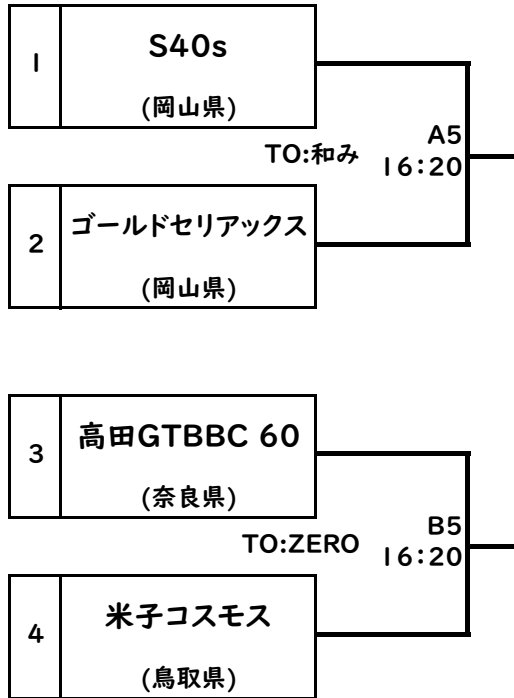 1
S40s
(岡山県)
TO:和み
A5
16:20
2
ゴールドセリアックス
(岡山県)
3
高田GTBBC 60
(奈良県)
TO:ZERO
B5
16:20
4
米子コスモス
(鳥取県)